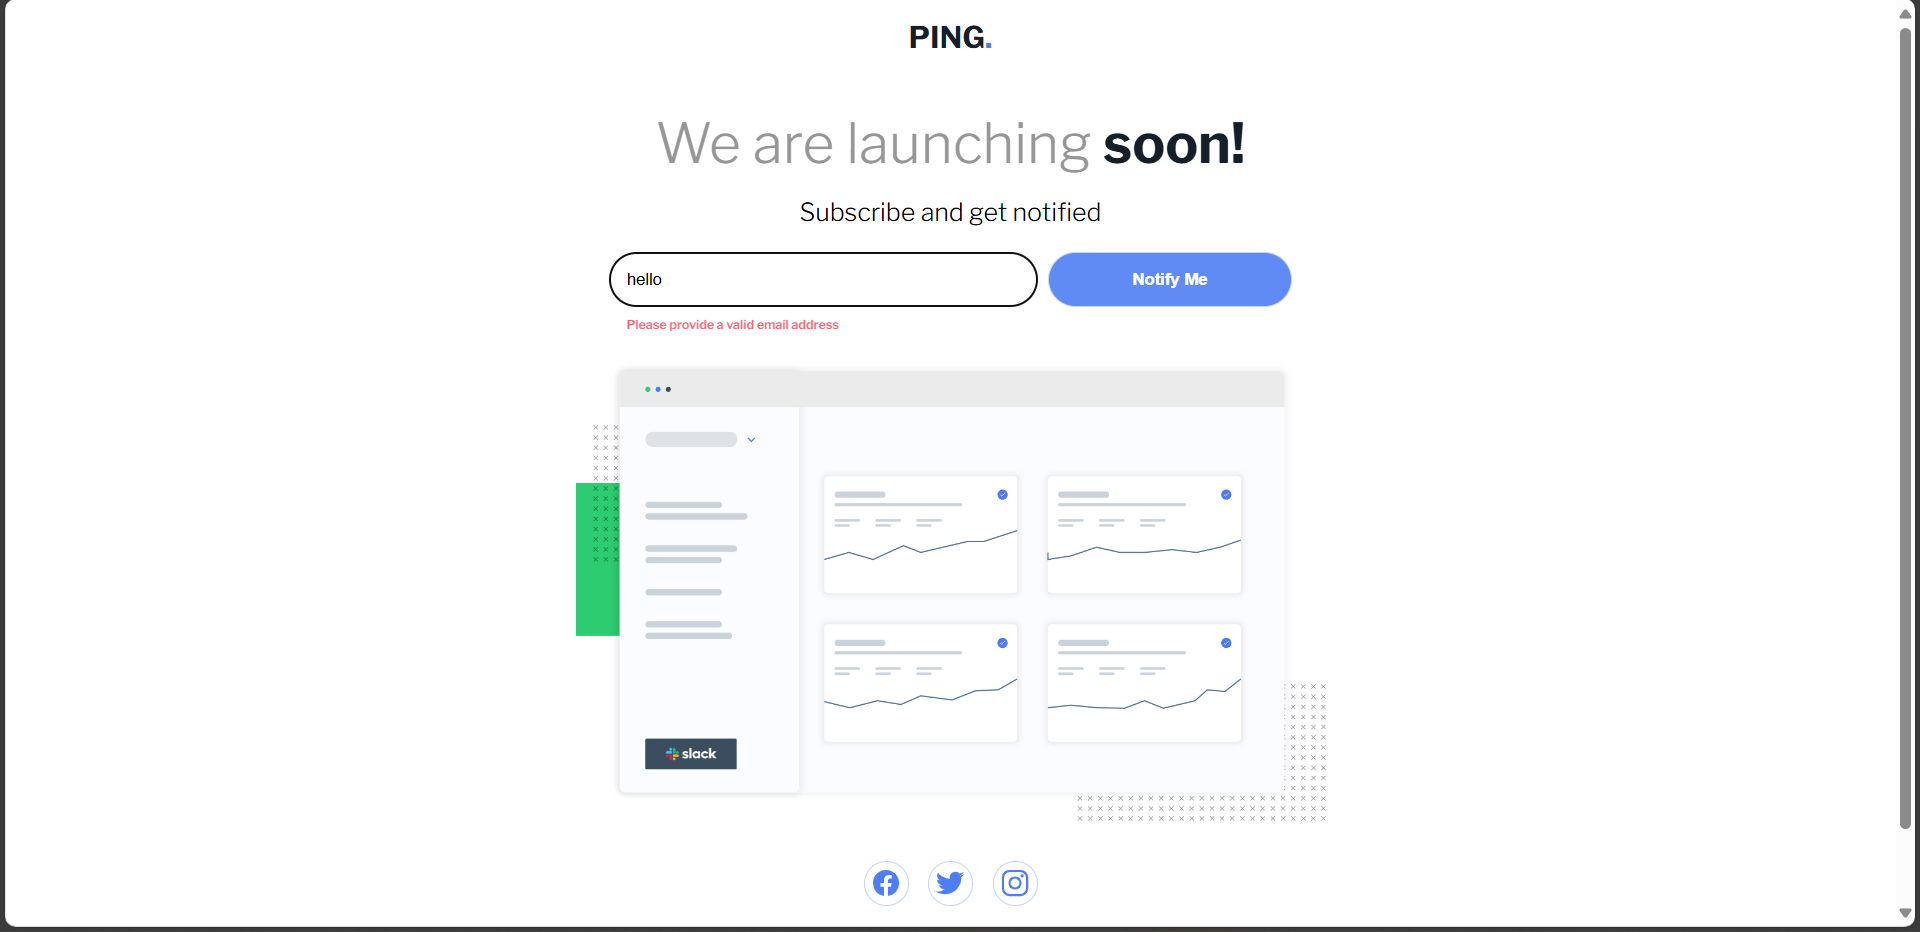 PING.
We are launching soon!
Subscribe and get notified
hello
Notify Me
Please provide a valid email address
slack